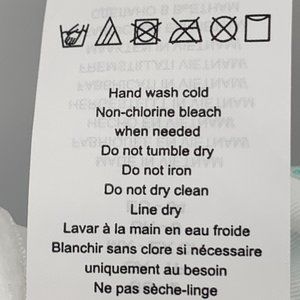 Hand wash cold
Non-chlorine bleach
when needed
Do not tumble dry
Do not iron
Do not dry clean
Line dry
Lavar à la main en eau froide
Blanchir sans clore si nécessaire
uniquement au besoin
Ne pas sèche-linge